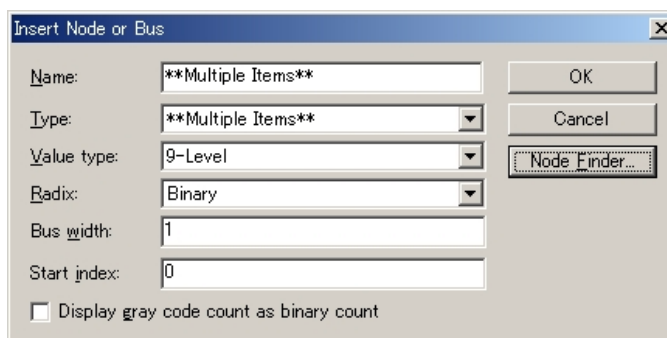 Insert Node or Bus
Name: **Multiple Items** OK
Type: **Multiple Items** Cancel
Value type: 9-Level Node Finder...
Radix: Binary
Bus width: 1
Start index: 0
Display gray code count as binary count